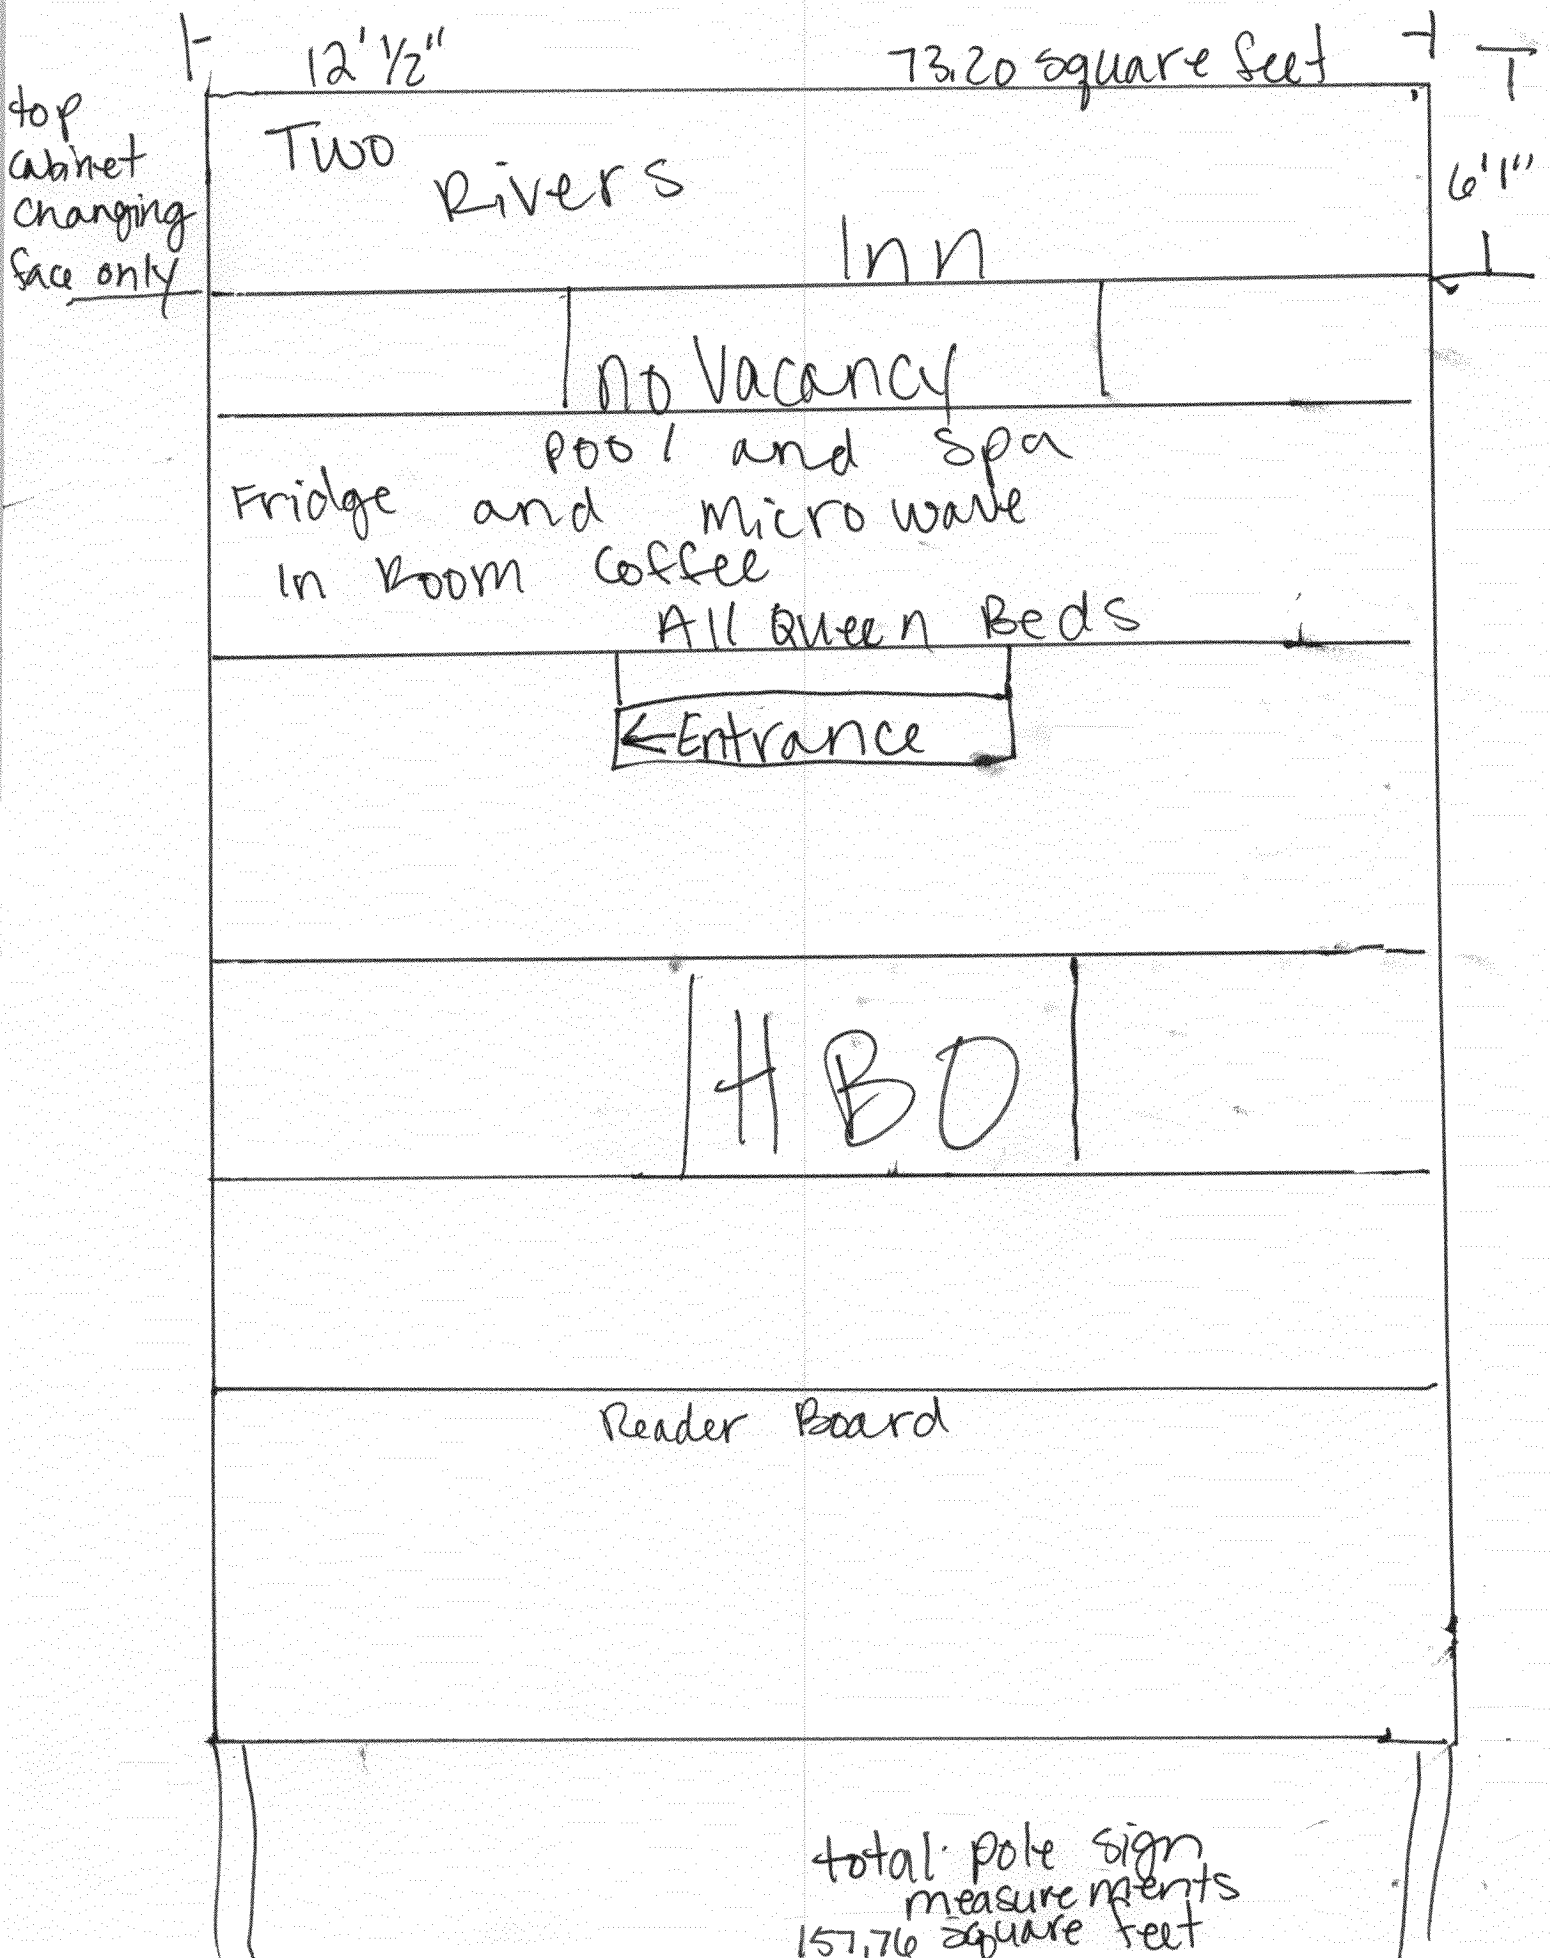 12' 1/2" 73.20 square feet
top
cabinet
changing
face only
6'1"
Two
Rivers
Inn
no Vacancy
pool and spa
Fridge and microwave
In Room Coffee
All Queen Beds
← Entrance
HBO
Reader Board
total pole sign
measurements
157.76 square feet